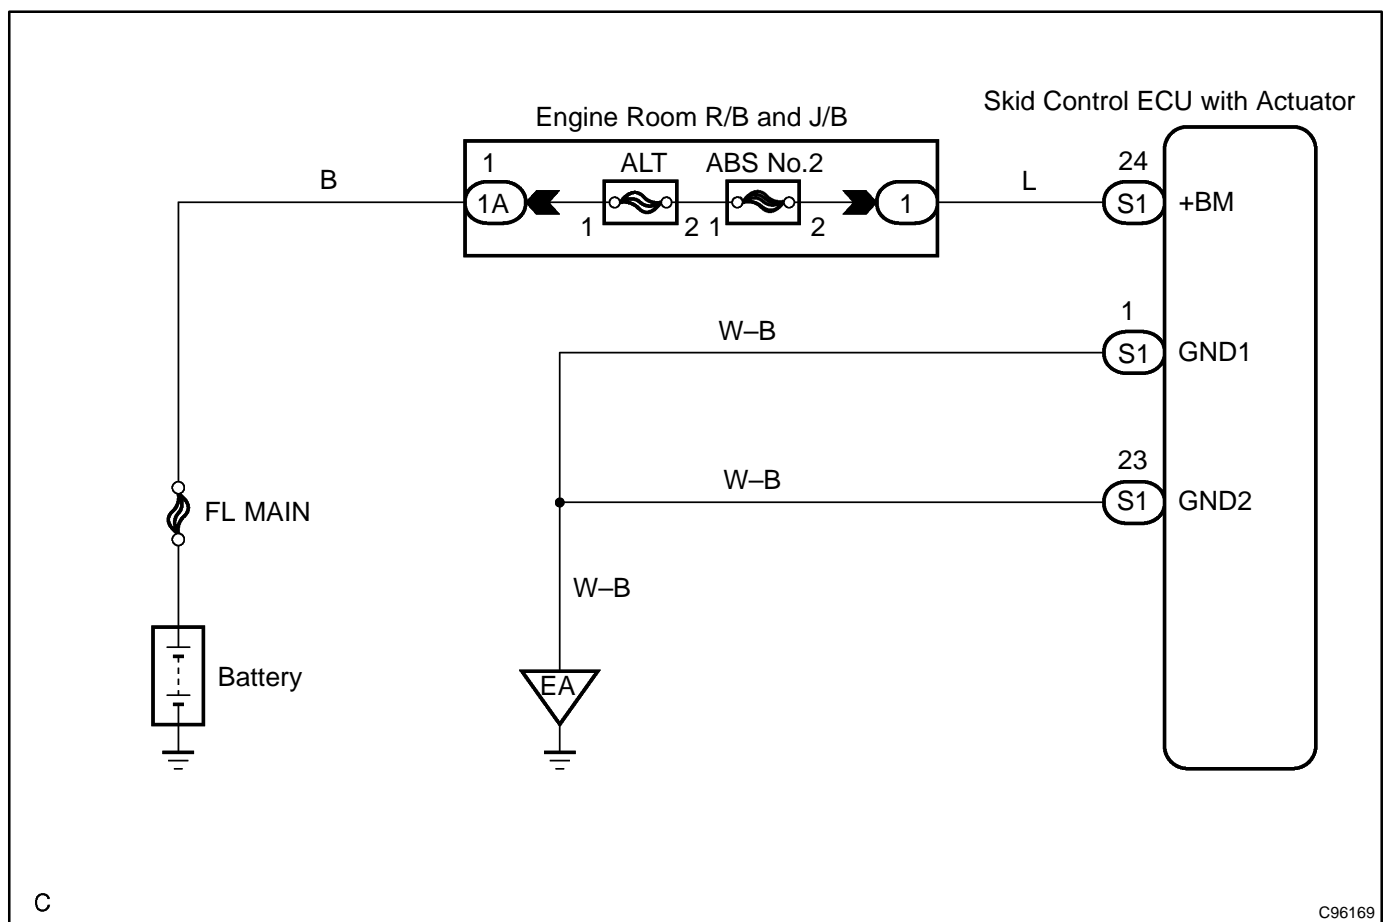 Skid Control ECU with Actuator
Engine Room R/B and J/B
1
ALT
ABS No.2
24
B
L
1A
1
S1
+BM
1
2
1
2
1
W–B
S1
GND1
23
W–B
S1
GND2
FL MAIN
W–B
Battery
EA
C
C96169